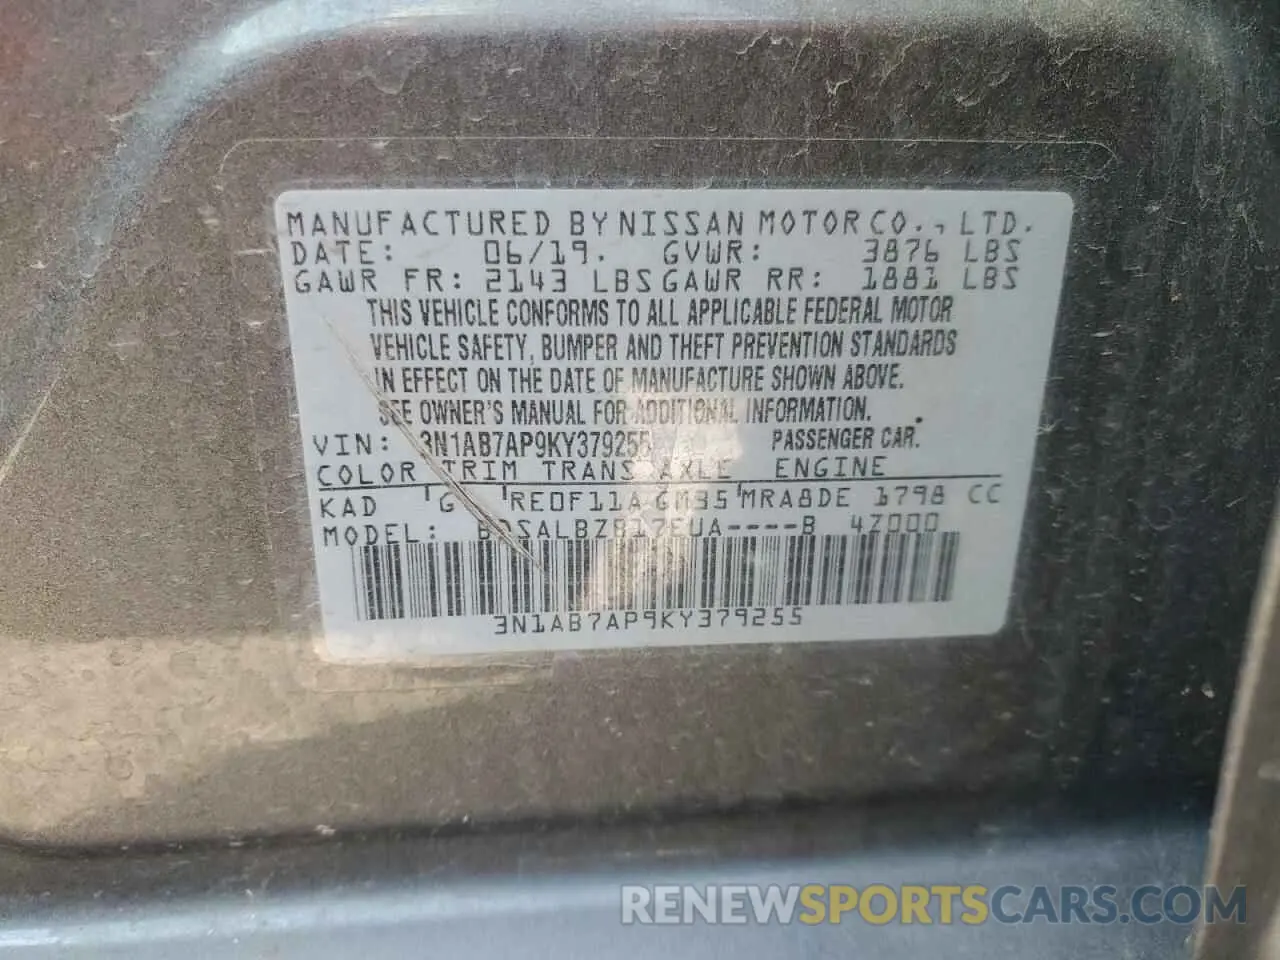 MANUFACTURED BY NISSAN MOTOR CO., LTD.
DATE: 06/19. GVWR: 3876 LBS
GAWR FR: 2143 LBS GAWR RR: 1881 LBS
THIS VEHICLE CONFORMS TO ALL APPLICABLE FEDERAL MOTOR
VEHICLE SAFETY, BUMPER AND THEFT PREVENTION STANDARDS
IN EFFECT ON THE DATE OF MANUFACTURE SHOWN ABOVE.
SEE OWNER'S MANUAL FOR ADDITIONAL INFORMATION.
VIN: 3N1AB7AP9KY379255 PASSENGER CAR.
COLOR TRIM TRANS AXLE ENGINE
KAD G RE0F11A GM35 MRA8DE 1798 CC
MODEL: 4Z000
3N1AB7AP9KY379255
RENEWSPORTSCARS.COM